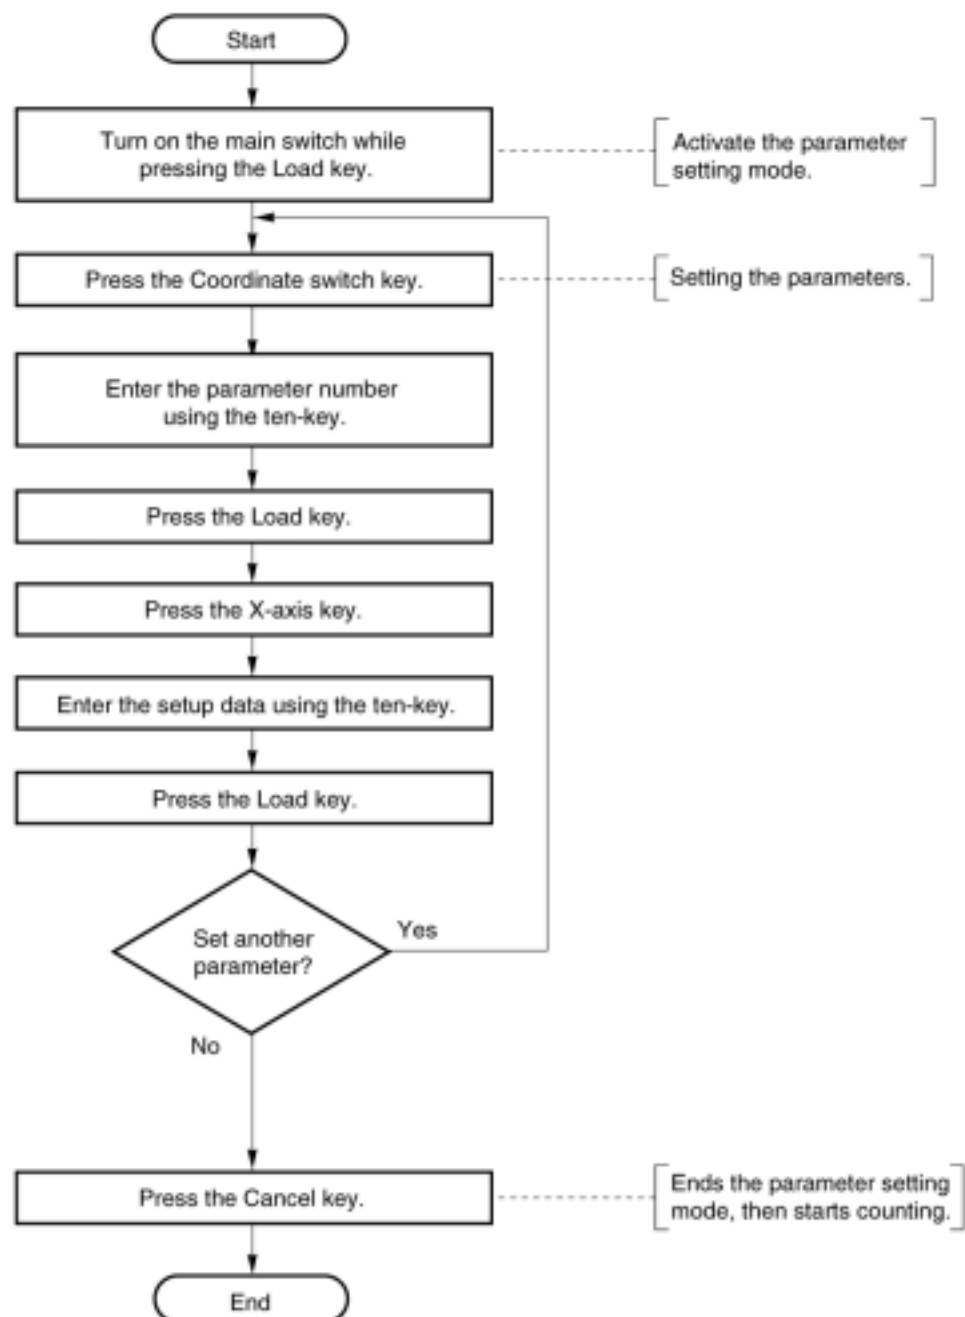 Start
Turn on the main switch while
pressing the Load key.
Activate the parameter
setting mode.
Press the Coordinate switch key.
Setting the parameters.
Enter the parameter number
using the ten-key.
Press the Load key.
Press the X-axis key.
Enter the setup data using the ten-key.
Press the Load key.
Set another
parameter?
Yes
No
Press the Cancel key.
Ends the parameter setting
mode, then starts counting.
End